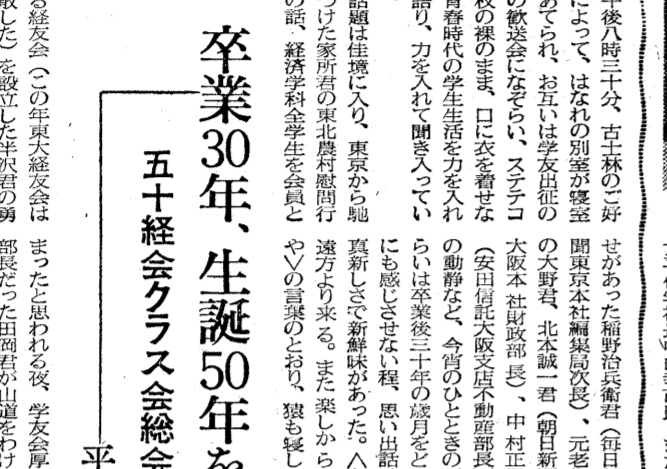 午後八時三十分、古士林のご好
によって、はなれの別室が寝室
あてられ、お互いは学友出征の
の歓送会になぞらい、ステテコ
枚の裸のまま、口に衣を着せな
青春時代の学生生活を力を入れ
語り、力を入れて聞き入ってい
話題は佳境に入り、東京から馳
つけた家所君の東北農村慰問行
の話、経済学科全学生を会員と
卒業30年、生誕50年を
五十経会クラス会総会
平
る経友会（この年東大経友会は
散した）を設立した半沢君の勇
せがあった稲野治兵衛君（毎日
聞東京本社編集局次長）、元老
の大野君、北本誠一君（朝日新
大阪本社財政部長）、中村正
（安田信託大阪支店不動産部長
の動静など、今宵のひとときの
らいは卒業後三十年の歳月をど
にも感じさせない程、思い出話
真新しさで新鮮味があった。＜
遠方より来る。また楽しから
や＞の言葉のとおり、猿も寝し
まったと思われる夜、学友会厚
部長だった田岡君が山道をわけ